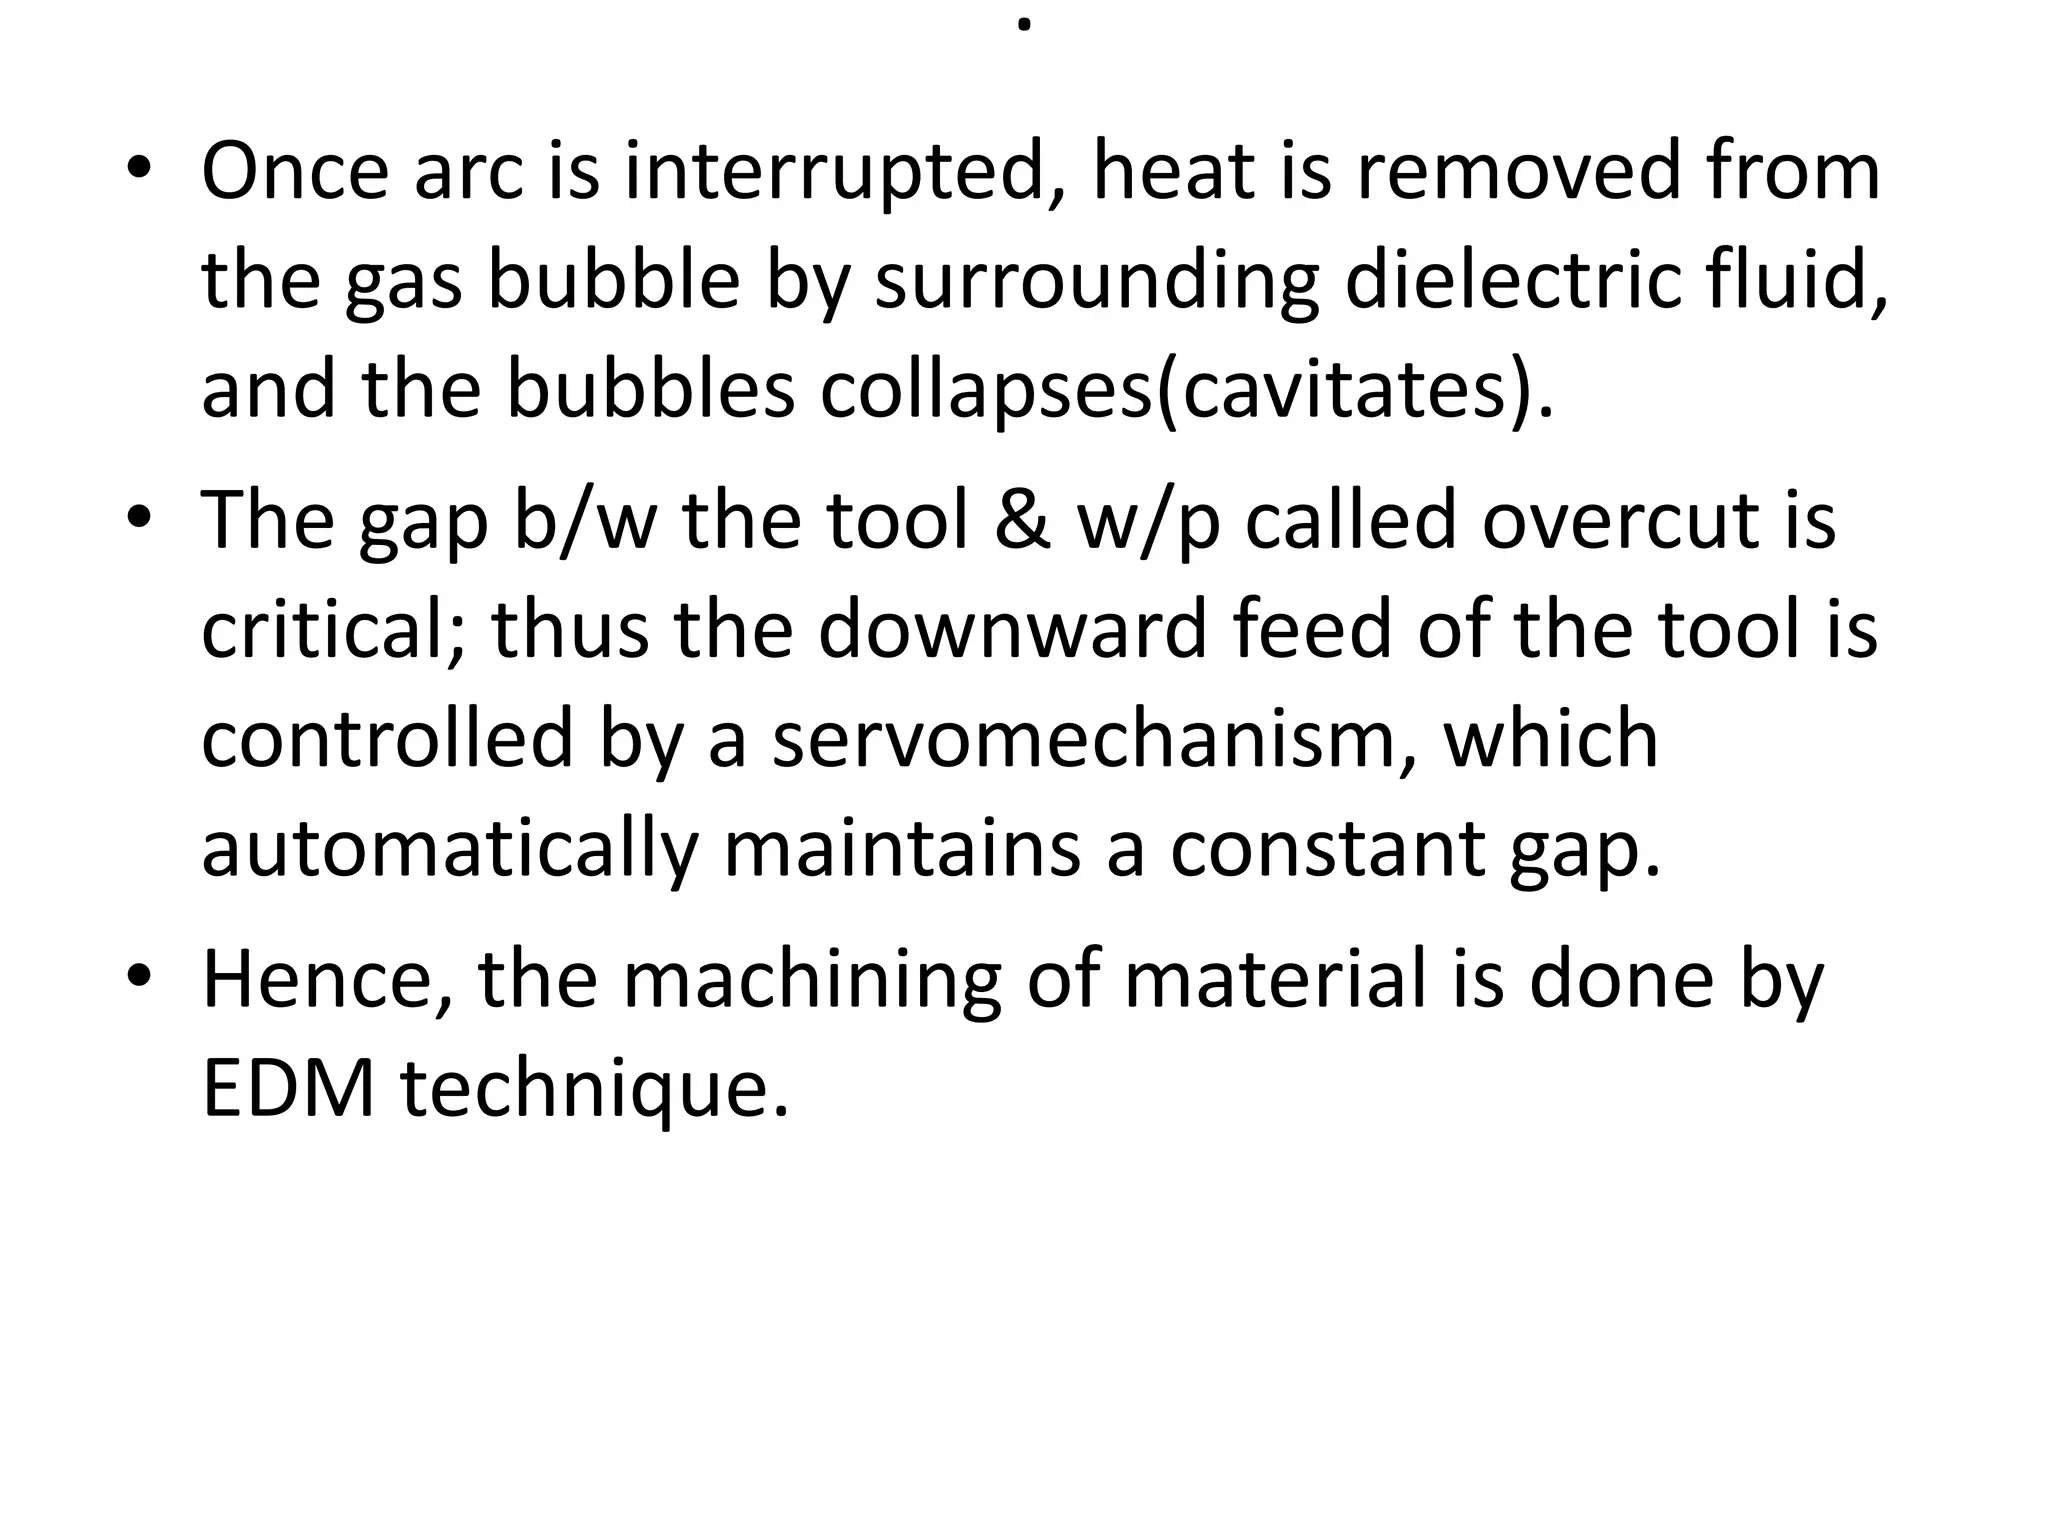 .
• Once arc is interrupted, heat is removed from
the gas bubble by surrounding dielectric fluid,
and the bubbles collapses(cavitates).
• The gap b/w the tool & w/p called overcut is
critical; thus the downward feed of the tool is
controlled by a servomechanism, which
automatically maintains a constant gap.
• Hence, the machining of material is done by
EDM technique.